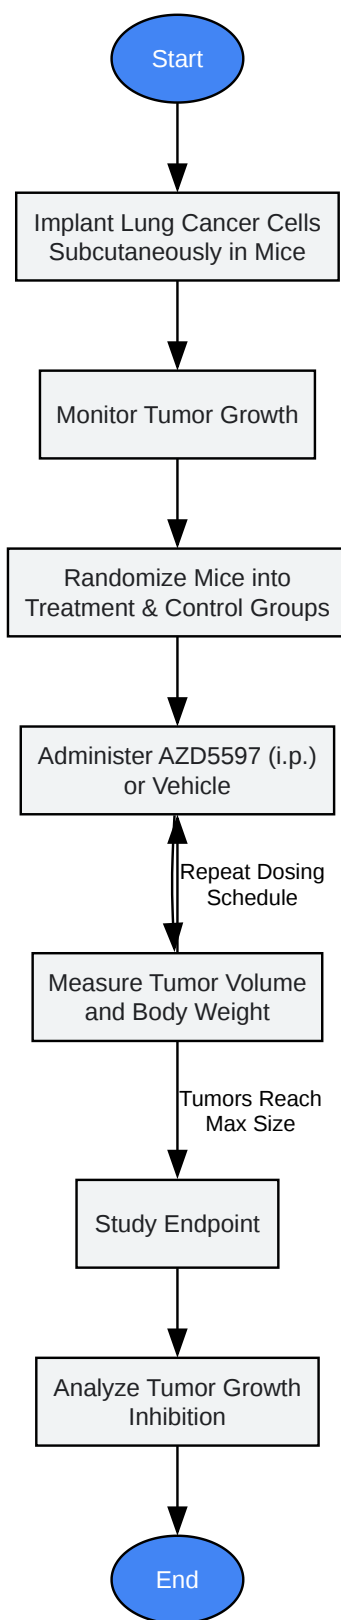 Start
Implant Lung Cancer Cells
Subcutaneously in Mice
Monitor Tumor Growth
Randomize Mice into
Treatment & Control Groups
Administer AZD5597 (i.p.)
or Vehicle
Repeat Dosing
Schedule
Measure Tumor Volume
and Body Weight
Tumors Reach
Max Size
Study Endpoint
Analyze Tumor Growth
Inhibition
End